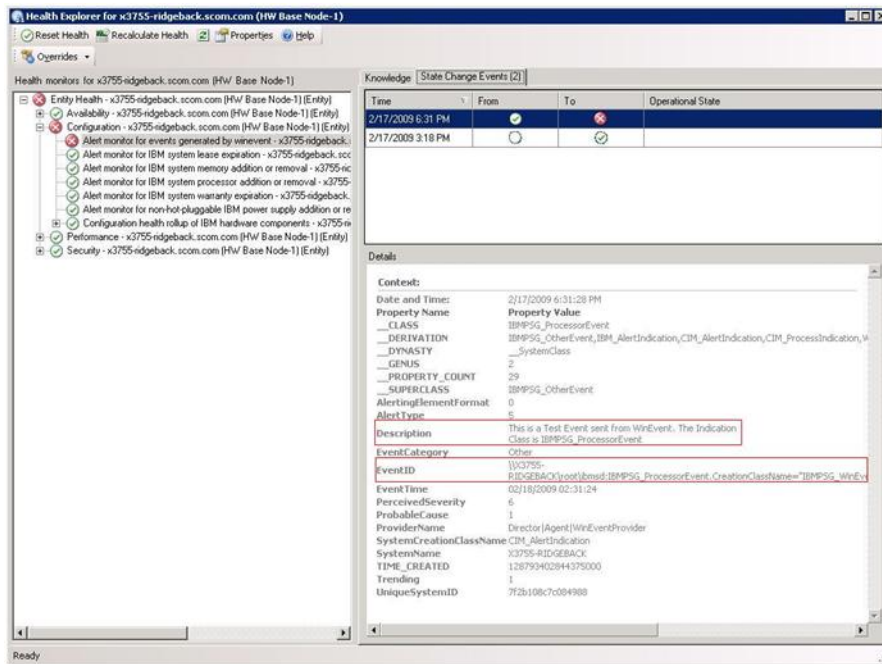 Health Explorer for x3755-ridgeback.scom.com (HW Base Node-1)
Reset Health Recalculate Health Properties Help
Overrides
Health monitors for x3755-ridgeback.scom.com (HW Base Node-1)
Entity Health - x3755-ridgeback.scom.com (HW Base Node-1) (Entity)
Availability - x3755-ridgeback.scom.com (HW Base Node-1) (Entity)
Configuration - x3755-ridgeback.scom.com (HW Base Node-1) (Entity)
Alert monitor for events generated by winevent - x3755-ridgeback.
Alert monitor for IBM system lease expiration - x3755-ridgeback.sco
Alert monitor for IBM system memory addition or removal - x3755-ric
Alert monitor for IBM system processor addition or removal - x3755-
Alert monitor for IBM system warranty expiration - x3755-ridgeback.
Alert monitor for non-hot-pluggable IBM power supply addition or re
Configuration health rollup of IBM hardware components - x3755-ri
Performance - x3755-ridgeback.scom.com (HW Base Node-1) (Entity)
Security - x3755-ridgeback.scom.com (HW Base Node-1) (Entity)
Knowledge State Change Events (2)
Time From To Operational State
2/17/2009 6:31 PM
2/17/2009 3:18 PM
Details
Context:
Date and Time: 2/17/2009 6:31:28 PM
Property Name Property Value
__CLASS IBMPSG_ProcessorEvent
__DERIVATION IBMPSG_OtherEvent,IBM_AlertIndication,CIM_AlertIndication,CIM_ProcessIndication,
__DYNASTY __SystemClass
__GENUS 2
__PROPERTY_COUNT 29
__SUPERCLASS IBMPSG_OtherEvent
AlertingElementFormat 0
AlertType 5
Description This is a Test Event sent from WinEvent. The Indication
Class is IBMPSG_ProcessorEvent
EventCategory Other
EventID \\X3755-
RIDGEBACK\root\ibmsd:IBMPSG_ProcessorEvent.CreationClassName="IBMPSG_WinEv
EventTime 02/18/2009 02:31:24
PerceivedSeverity 6
ProbableCause 1
ProviderName Director|Agent|WinEventProvider
SystemCreationClassName CIM_AlertIndication
SystemName X3755-RIDGEBACK
TIME_CREATED 128793402844375000
Trending 1
UniqueSystemID 7f2b108c7c084988
Ready